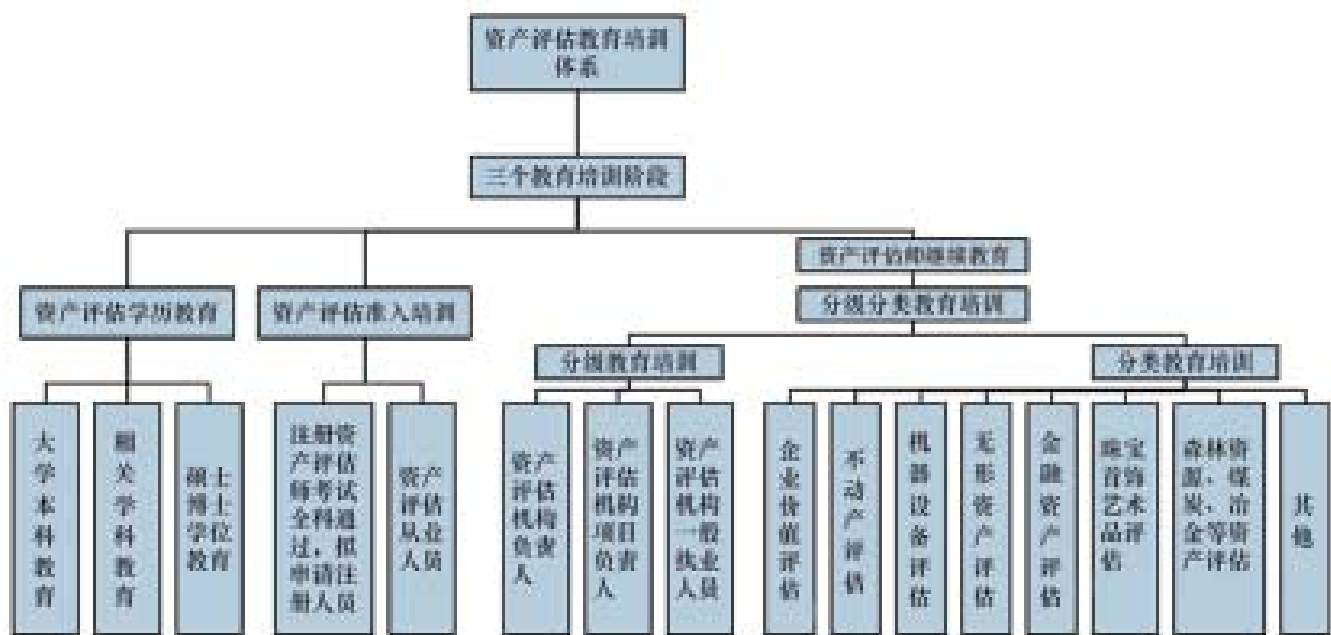 资产评估教育培训
体系
三个教育培训阶段
资产评估师继续教育
资产评估学历教育
资产评估准入培训
分级分类教育培训
分级教育培训
分类教育培训
大学本科教育
相关学科教育
硕士
博士
学位
教育
注册资
产评估
师考试
全科通
过，拟
申请注
册人员
资产
评估
从业
人员
资产
评估
机构
负责
人
资产
评估
机构
项目
负责
人
资产
评估
机构
一般
执业
人员
企业价值评估
不动产评估
机器设备评估
无形资产评估
金融资产评估
珠宝
首饰
艺术
品评
估
森林资
源、煤
炭、冶
金等资
产评估
其他